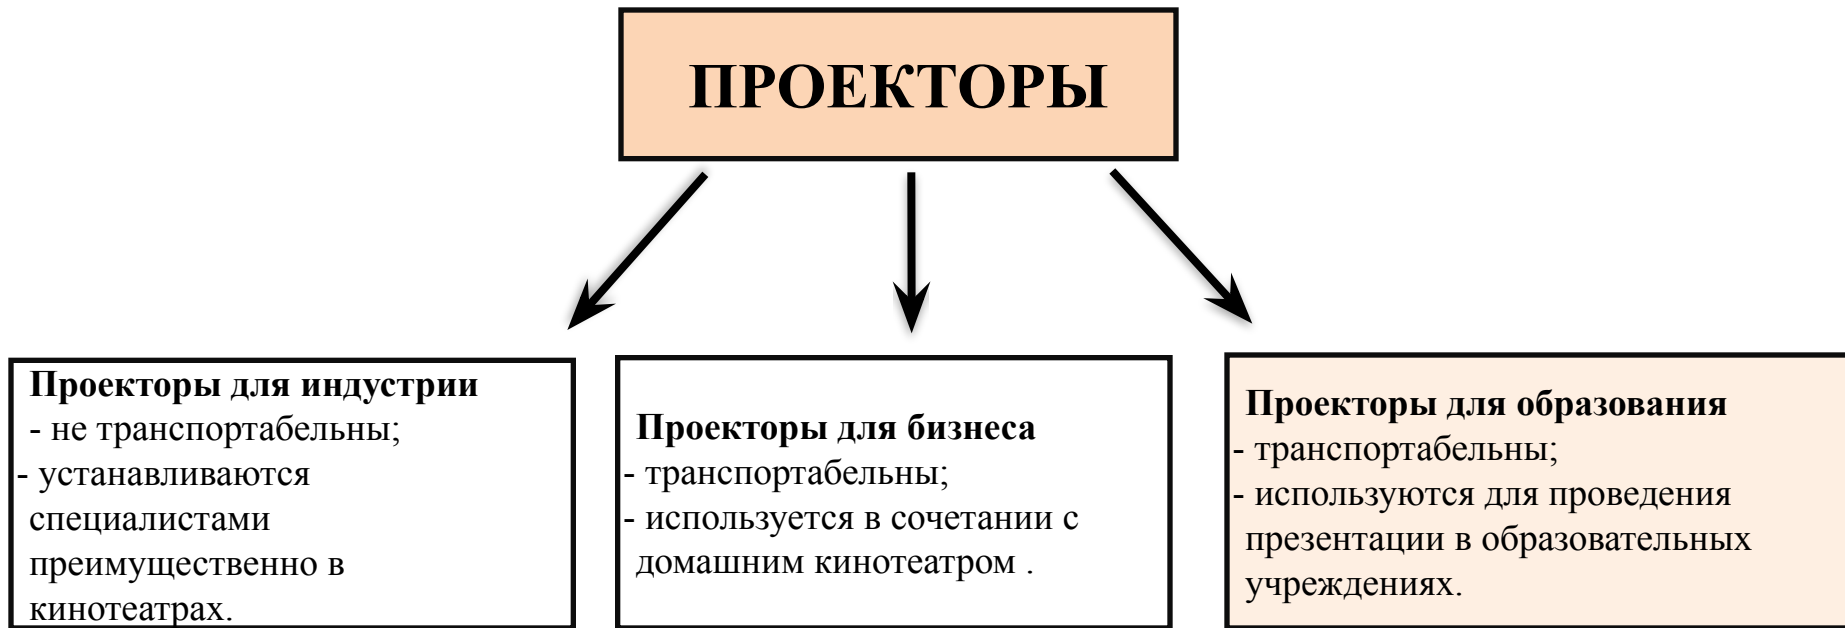 ПРОЕКТОРЫ
Проекторы для индустрии
- не транспортабельны;
- устанавливаются
специалистами
преимущественно в
кинотеатрах.
Проекторы для бизнеса
- транспортабельны;
- используется в сочетании с
домашним кинотеатром .
Проекторы для образования
- транспортабельны;
- используются для проведения
презентации в образовательных
учреждениях.